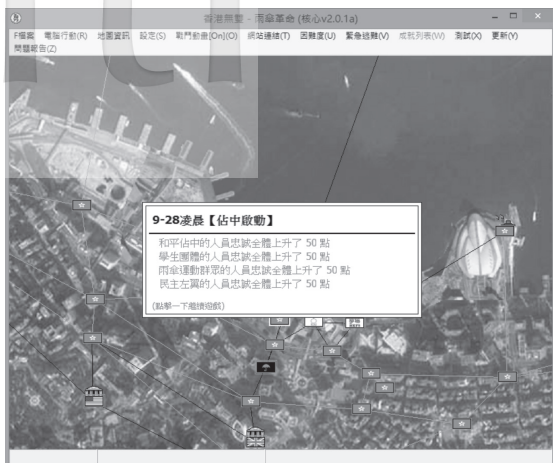 香港無雙 - 雨傘革命 (核心v2.0.1a)
F檔案 電腦行動(R) 地圖資訊 設定(S) 戰鬥動畫[On](O) 網站連結(T) 困難度(U) 緊急逃難(V) 成就列表(W) 測試(X) 更新(Y)
問題報告(Z)
9-28凌晨【佔中啟動】
和平佔中的人員忠誠全體上升了 50 點
學生團體的人員忠誠全體上升了 50 點
雨傘運動群眾的人員忠誠全體上升了 50 點
民主左翼的人員忠誠全體上升了 50 點
(點擊一下繼續遊戲)